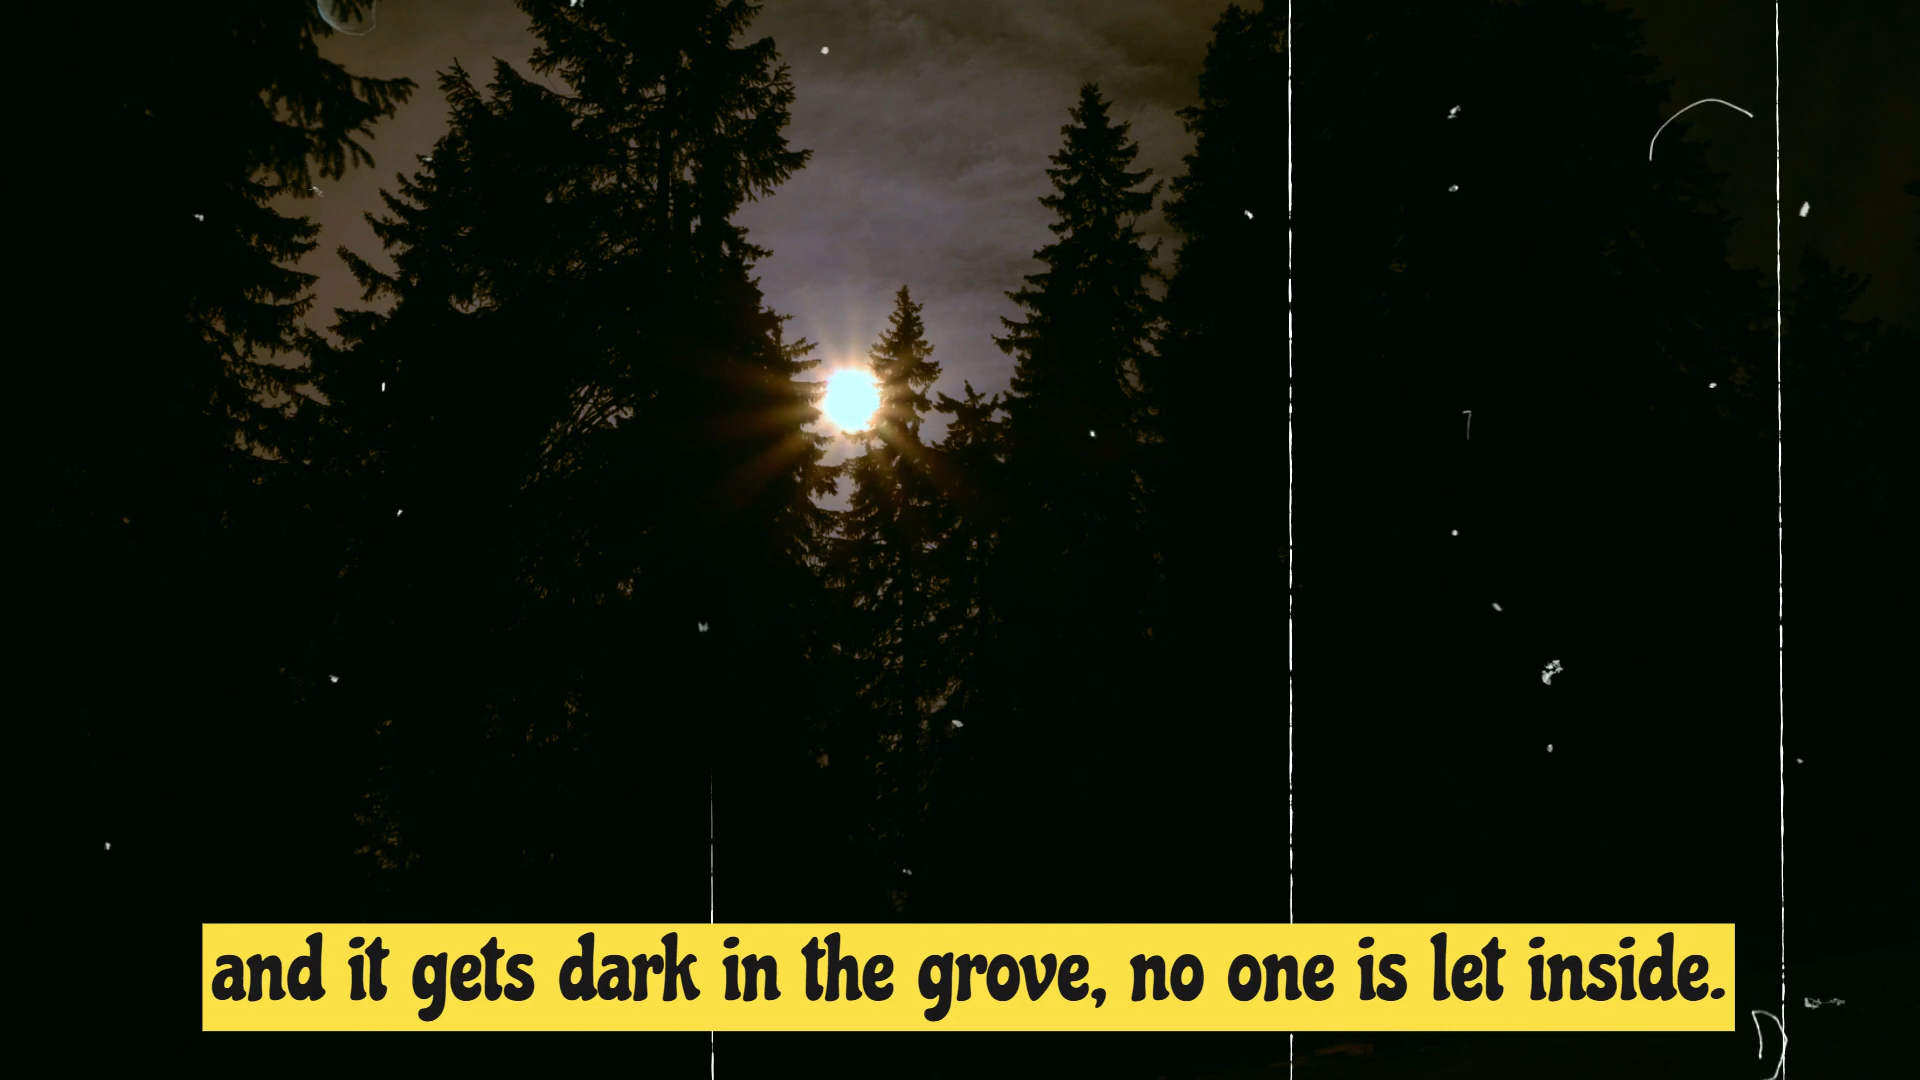 and it gets dark in the grove, no one is let inside.